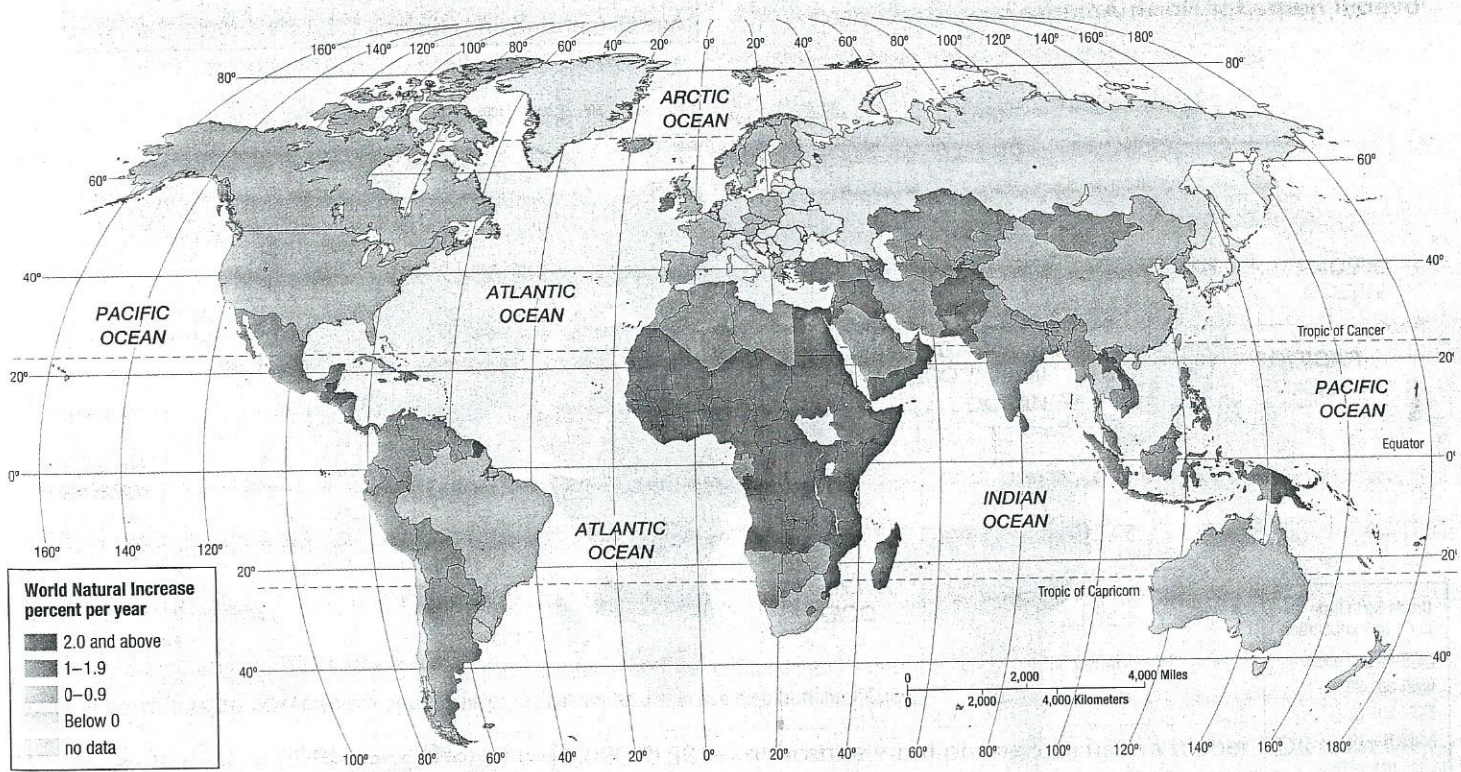 160° 140° 120° 100° 80° 60° 40° 20° 0° 20° 40° 60° 80° 100° 120° 140° 160° 180°
80° 80°
ARCTIC
OCEAN
60° 60°
40° 40°
ATLANTIC
OCEAN
PACIFIC
OCEAN
Tropic of Cancer
20° 20°
PACIFIC
OCEAN
Equator
0° 0°
INDIAN
OCEAN
ATLANTIC
OCEAN
160° 140° 120° 180°
20° 20°
Tropic of Capricorn
40° 40°
World Natural Increase
percent per year
2.0 and above
1–1.9
0–0.9
Below 0
no data
0 2,000 4,000 Miles
0 2,000 4,000 Kilometers
100° 80° 60° 40° 20° 0° 20° 40° 60° 80° 100° 120° 140° 160°